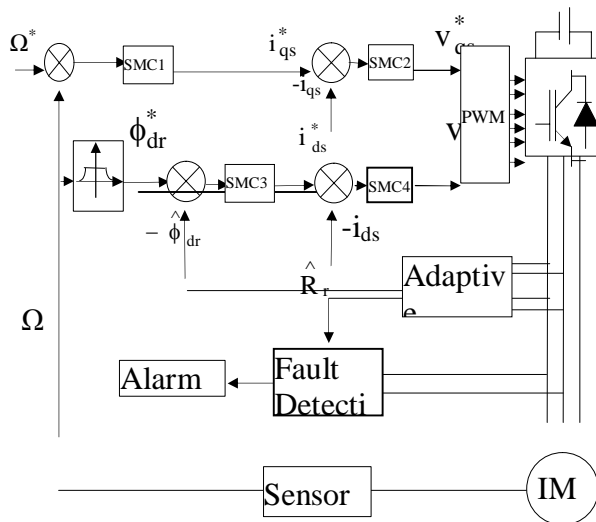 Ω*
SMC1
i*qs
-iqs
SMC2
v*qs
PWM
v
ϕ*dr
i*ds
SMC3
SMC4
− ϕ̂dr
-ids
R̂r
Adaptiv
Ω
Alarm
Fault
Detecti
Sensor
IM